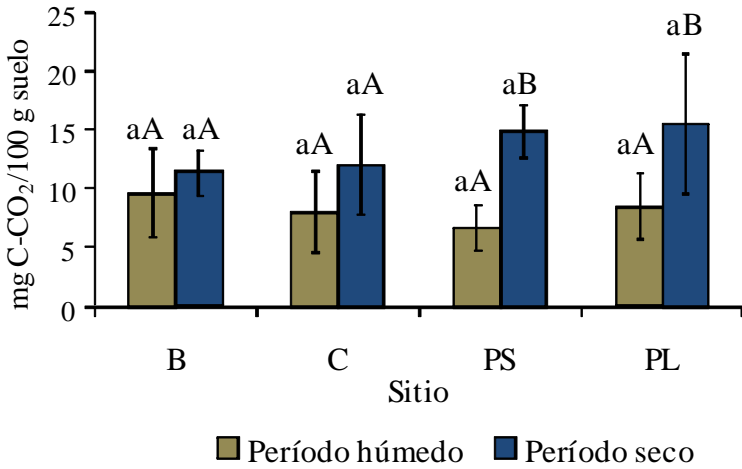 mg C-CO₂/100 g suelo
25
20
15
10
5
0
aA aA
aA aA
aA aB
aA aB
B C PS PL
Sitio
Período húmedo Período seco